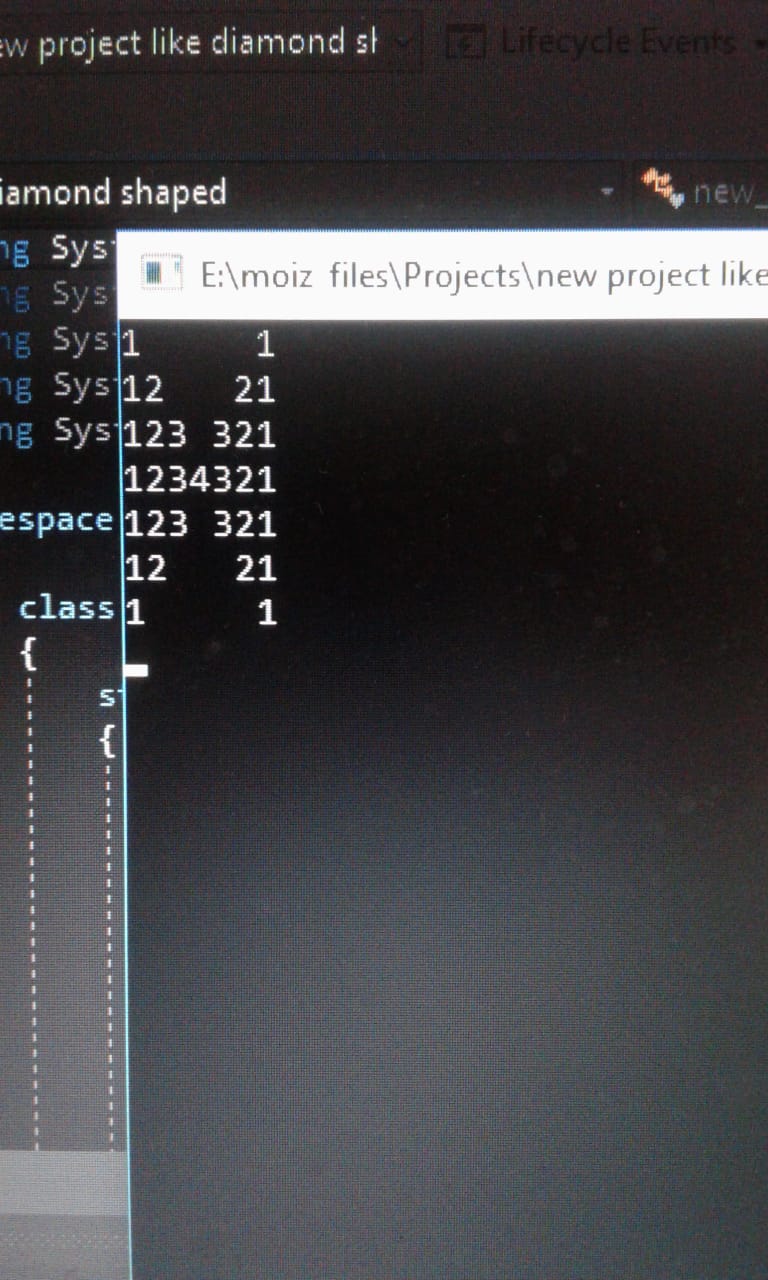 ew project like diamond sh
Lifecycle Events
iamond shaped
new_
ng Sys
ng Sys
ng Sys
ng Sys
ng Sys
espace
class
{
s
{
E:\moiz files\Projects\new project like
1     1
12   21
123 321
1234321
123 321
12   21
1     1